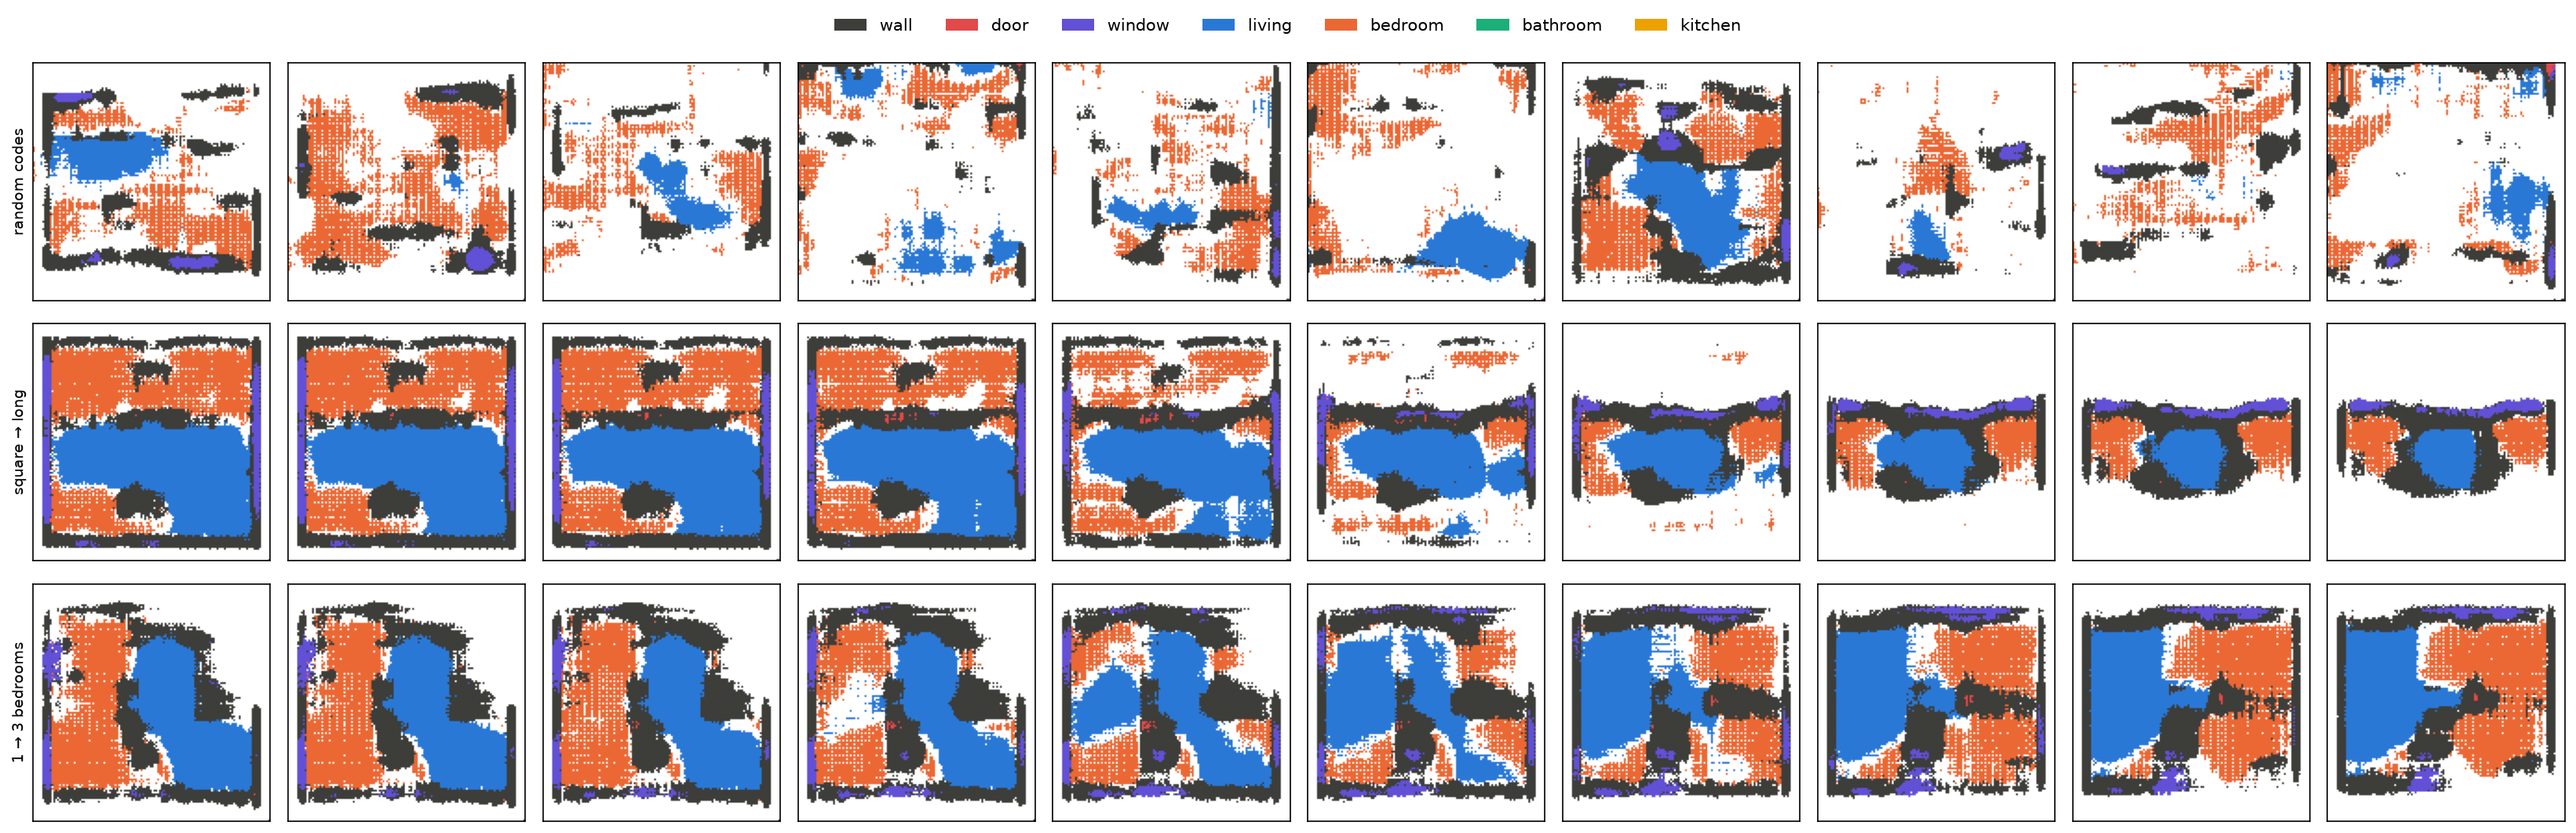 wall door window living bedroom bathroom kitchen
random codes
square → long
1 → 3 bedrooms